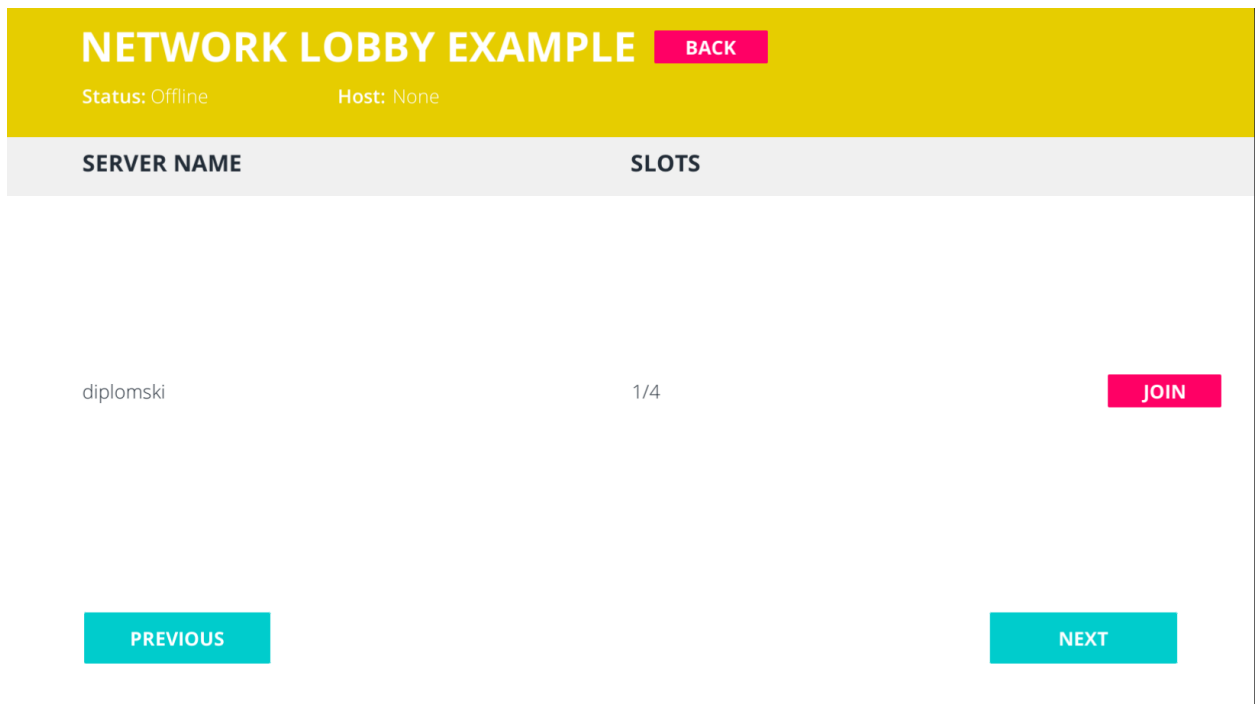 NETWORK LOBBY EXAMPLE BACK
Status: Offline Host: None
SERVER NAME SLOTS
diplomski 1/4 JOIN
PREVIOUS NEXT